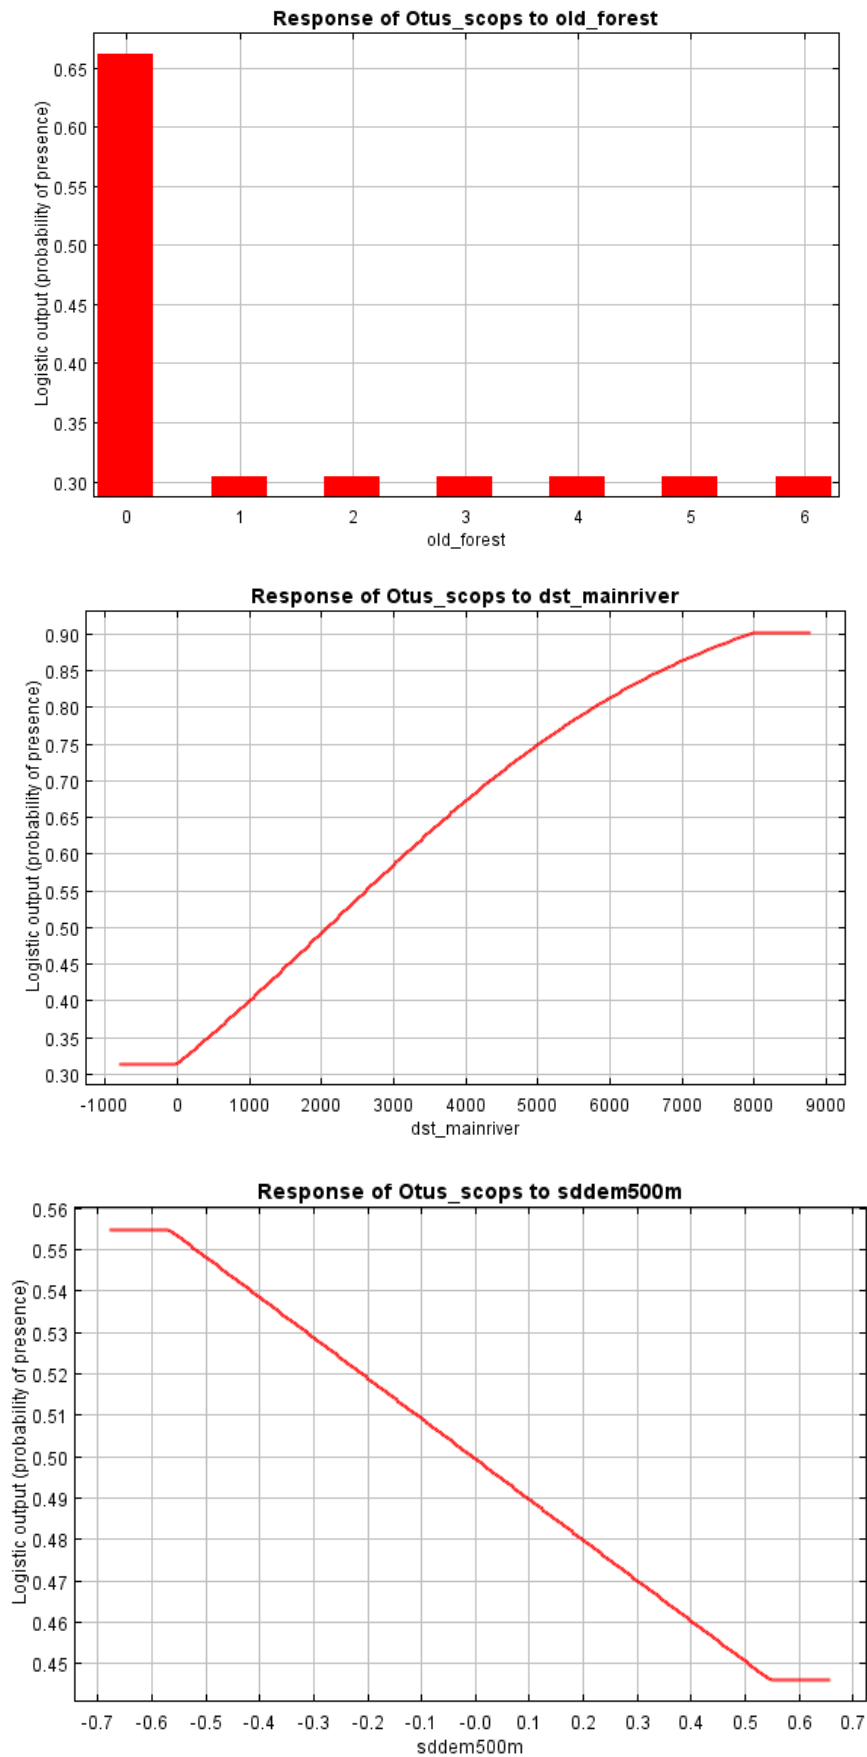 Response of Otus_scops to old_forest
Logistic output (probability of presence)
0.65
0.60
0.55
0.50
0.45
0.40
0.35
0.30
0 1 2 3 4 5 6
old_forest
Response of Otus_scops to dst_mainriver
Logistic output (probability of presence)
0.90
0.85
0.80
0.75
0.70
0.65
0.60
0.55
0.50
0.45
0.40
0.35
0.30
-1000 0 1000 2000 3000 4000 5000 6000 7000 8000 9000
dst_mainriver
Response of Otus_scops to sddem500m
Logistic output (probability of presence)
0.56
0.55
0.54
0.53
0.52
0.51
0.50
0.49
0.48
0.47
0.46
0.45
-0.7 -0.6 -0.5 -0.4 -0.3 -0.2 -0.1 -0.0 0.1 0.2 0.3 0.4 0.5 0.6 0.7
sddem500m